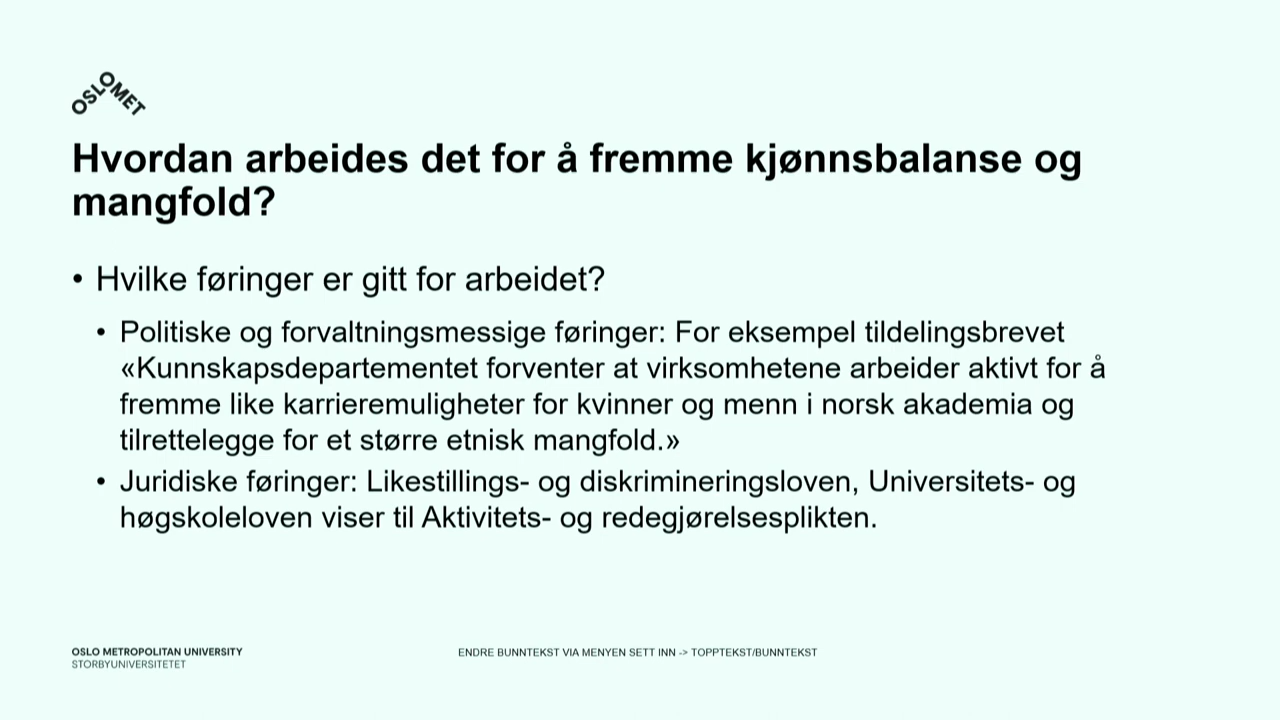 OSLOMET
Hvordan arbeides det for å fremme kjønnsbalanse og
mangfold?
• Hvilke føringer er gitt for arbeidet?
• Politiske og forvaltningsmessige føringer: For eksempel tildelingsbrevet
«Kunnskapsdepartementet forventer at virksomhetene arbeider aktivt for å
fremme like karrieremuligheter for kvinner og menn i norsk akademia og
tilrettelegge for et større etnisk mangfold.»
• Juridiske føringer: Likestillings- og diskrimineringsloven, Universitets- og
høgskoleloven viser til Aktivitets- og redegjørelsesplikten.
OSLO METROPOLITAN UNIVERSITY
STORBYUNIVERSITETET
ENDRE BUNNTEKST VIA MENYEN SETT INN -> TOPPTEKST/BUNNTEKST